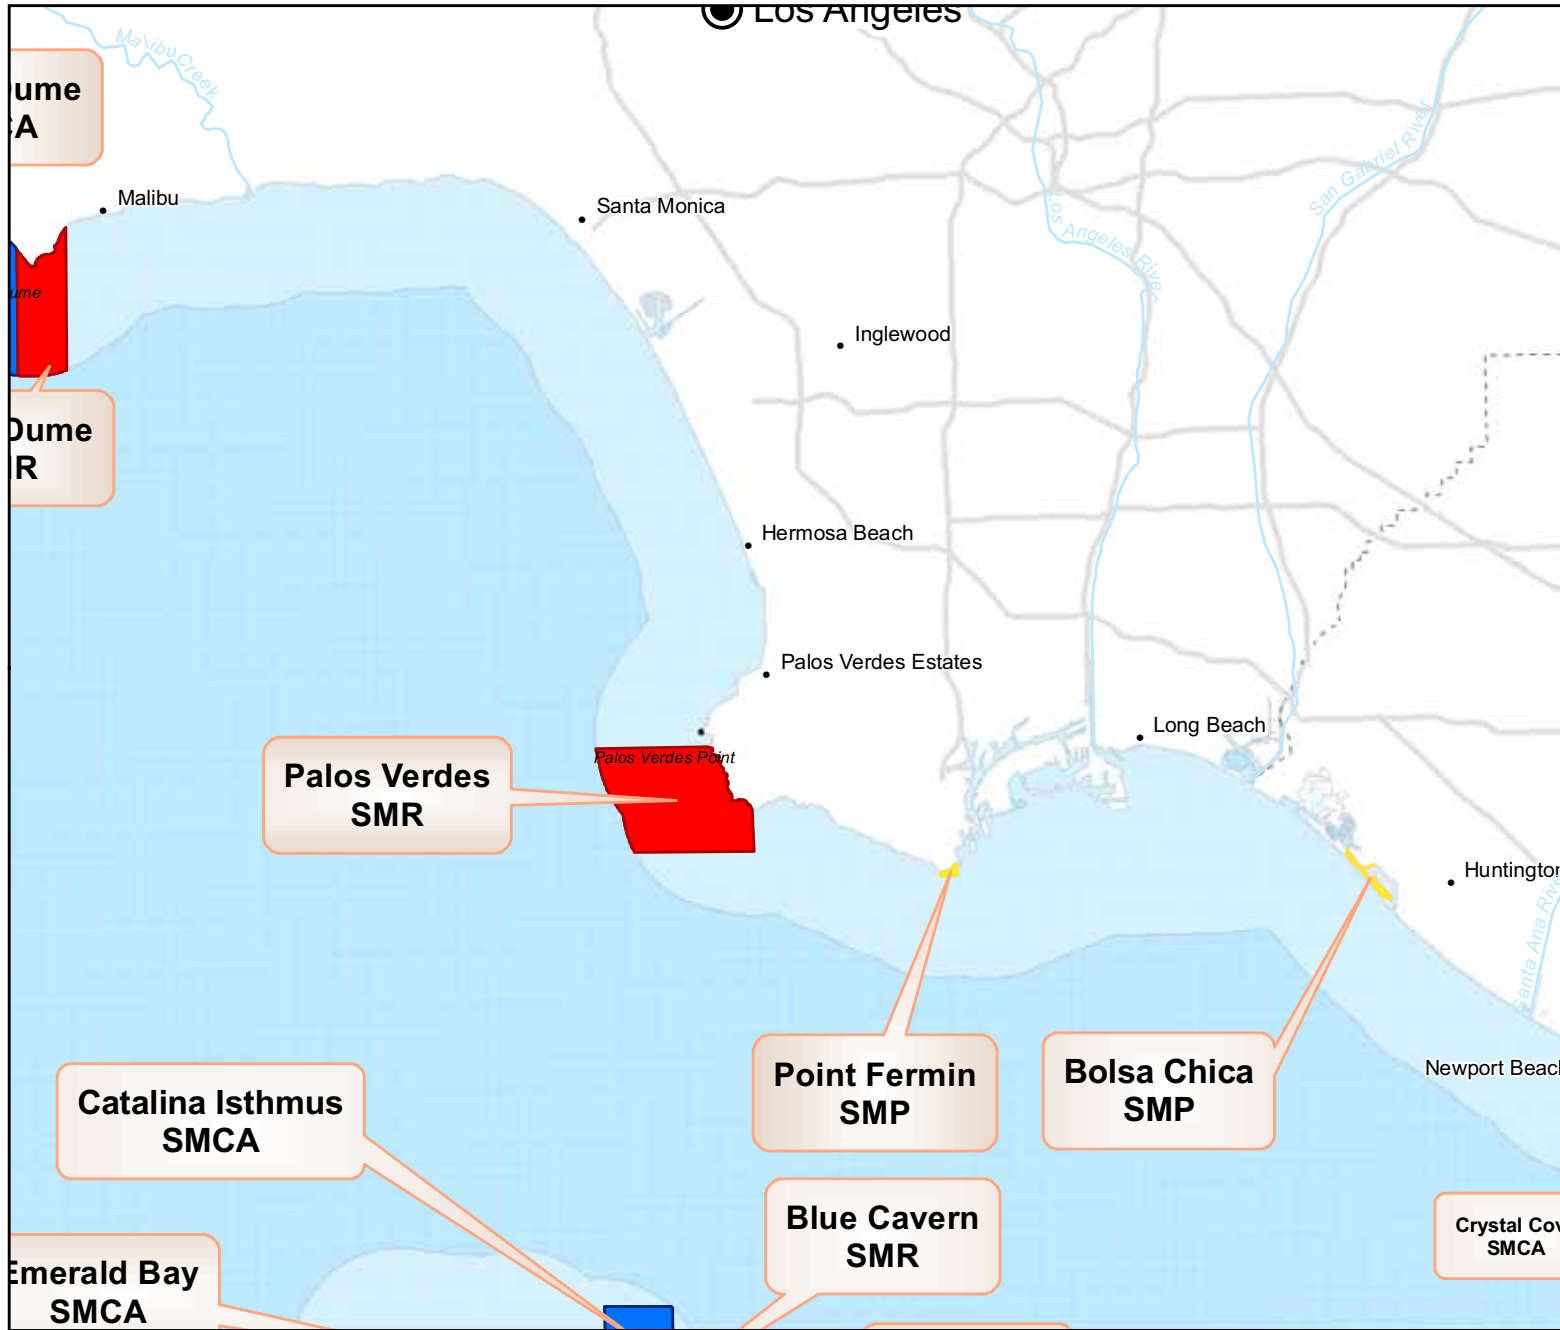 Los Angeles
Malibu Creek
ume
Malibu
Santa Monica
San Gabriel River
Los Angeles River
ume
Inglewood
Dume
Hermosa Beach
Palos Verdes Estates
Long Beach
Palos Verdes Point
Palos Verdes
SMR
Huntington
Santa Ana River
Point Fermin
SMP
Bolsa Chica
SMP
Newport Beach
Catalina Isthmus
SMCA
Blue Cavern
SMR
Crystal Cov
SMCA
Emerald Bay
SMCA